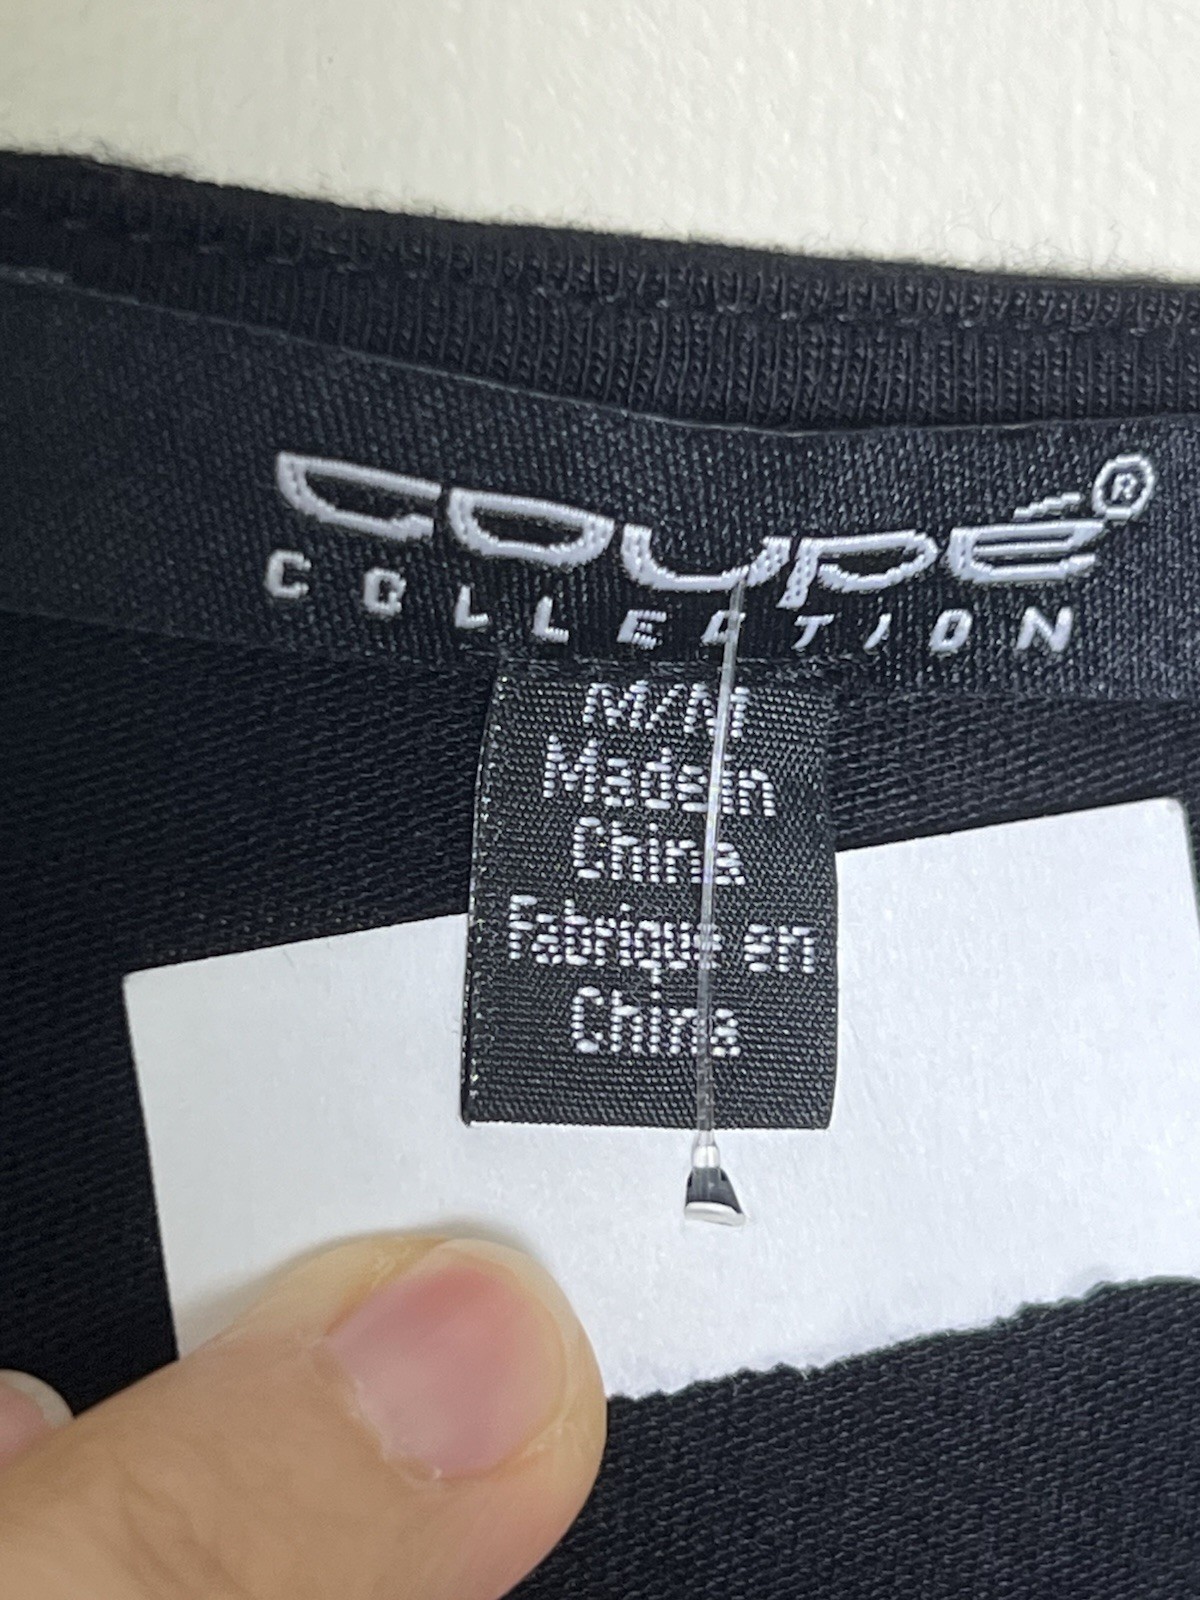 coupé®
COLLECTION
M/M
Made in
China
Fabriqué en
China